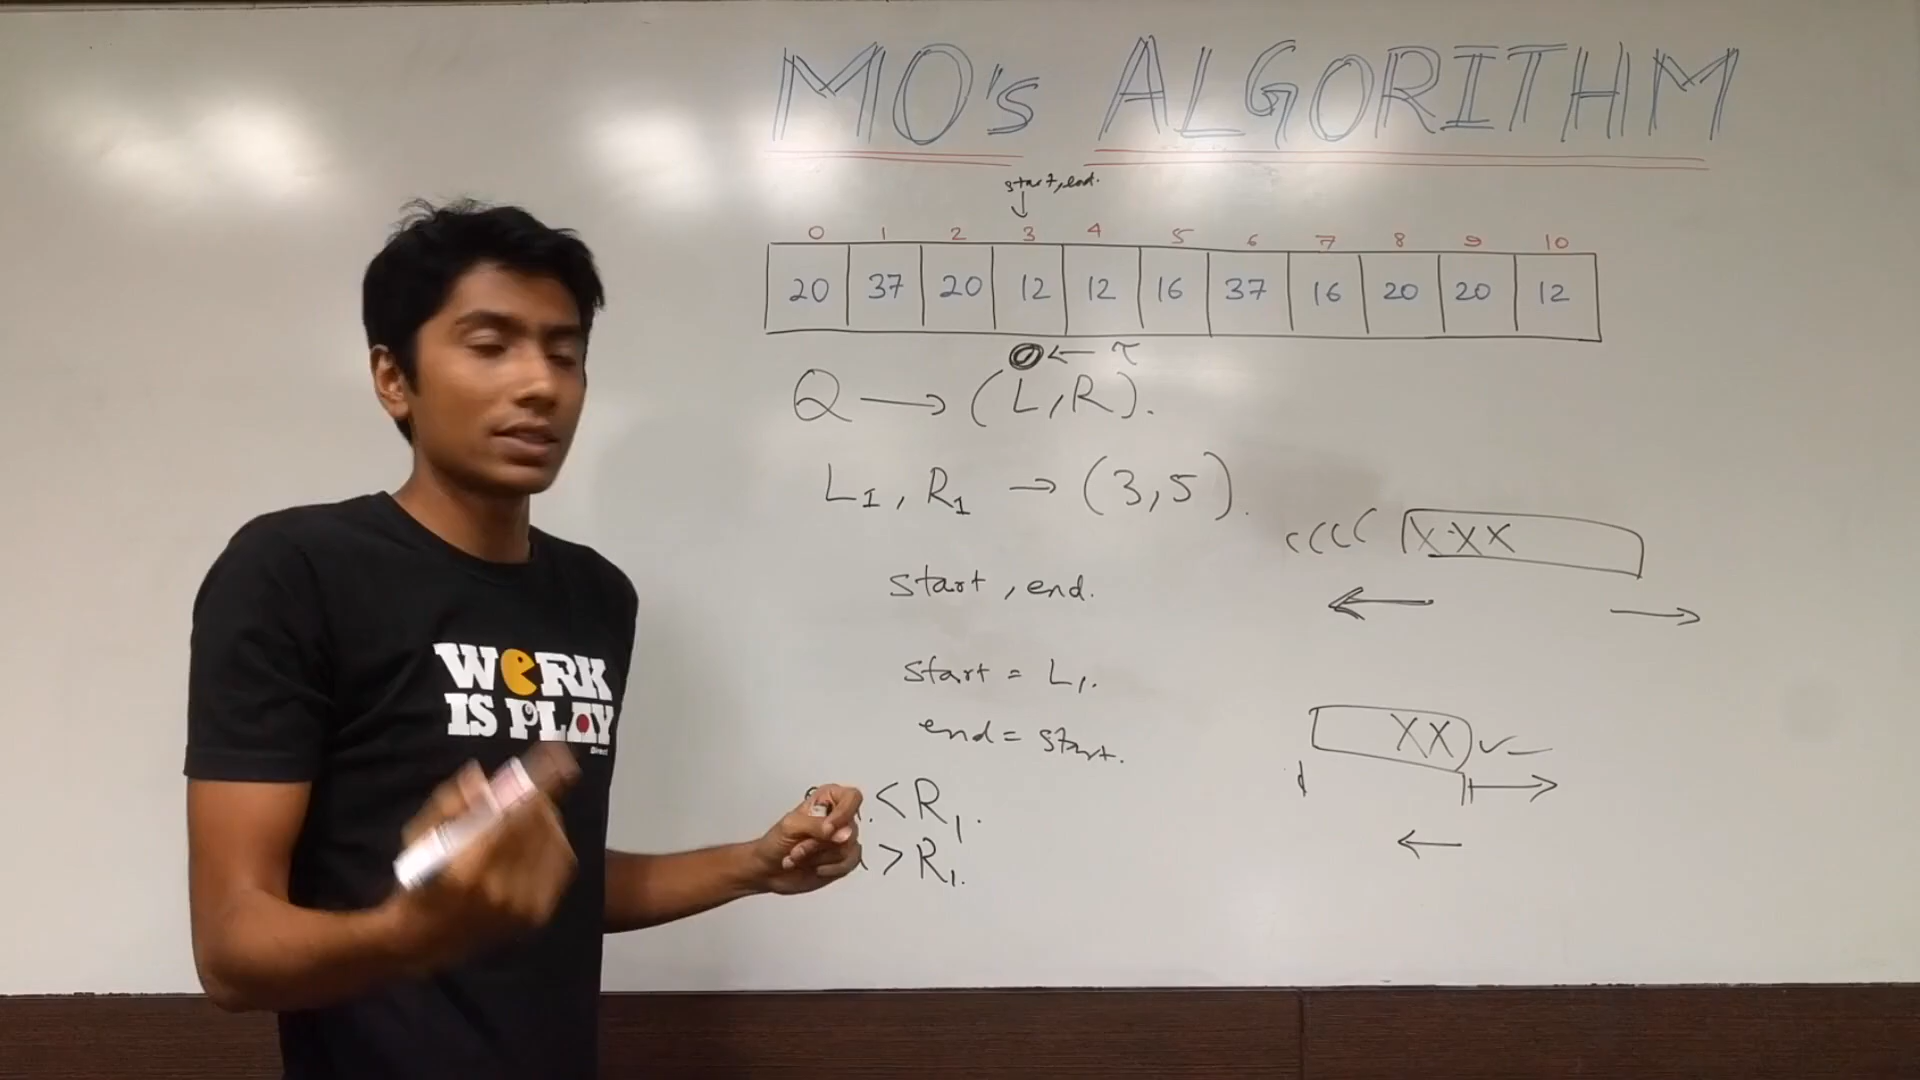 MO's ALGORITHM
start, end.
0 1 2 3 4 5 6 7 8 9 10
20 37 20 12 12 16 37 16 20 20 12
Q → (L, R).
L1, R1 → (3, 5).
start, end.
start = L1.
end = start.
< R1.
> R1.
X X X
X X
WORK
IS PLAY